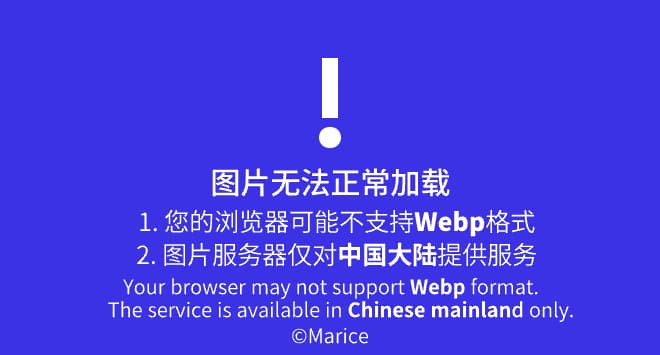 !
图片无法正常加载
1. 您的浏览器可能不支持Webp格式
2. 图片服务器仅对中国大陆提供服务
Your browser may not support Webp format.
The service is available in Chinese mainland only.
©Marice